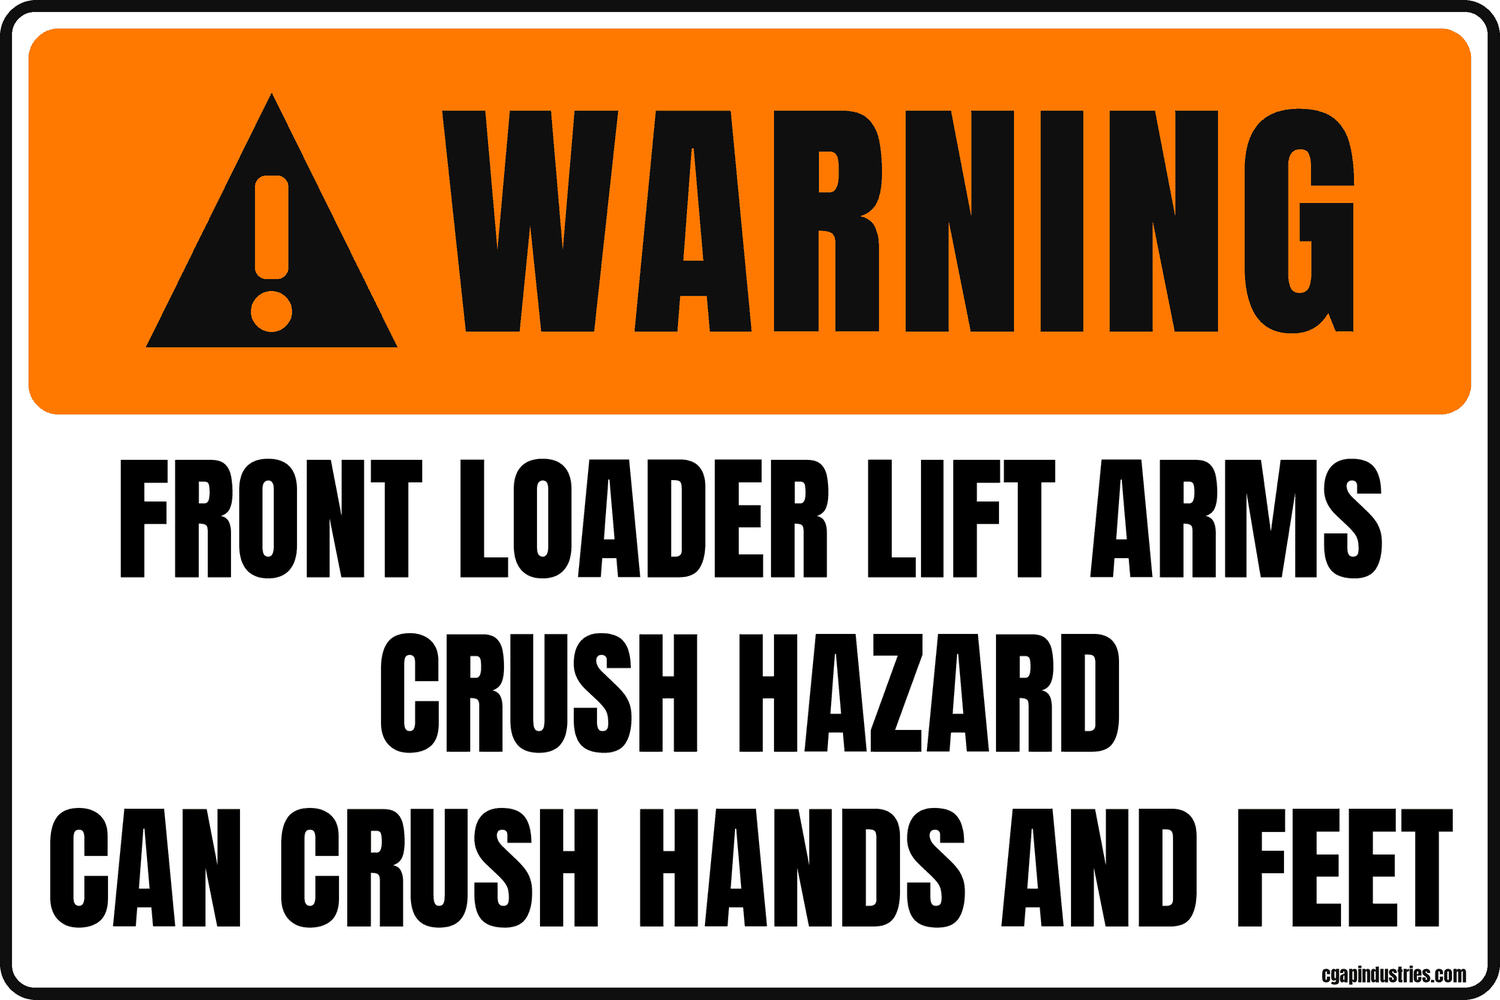 WARNING
FRONT LOADER LIFT ARMS
CRUSH HAZARD
CAN CRUSH HANDS AND FEET
cgapindustries.com